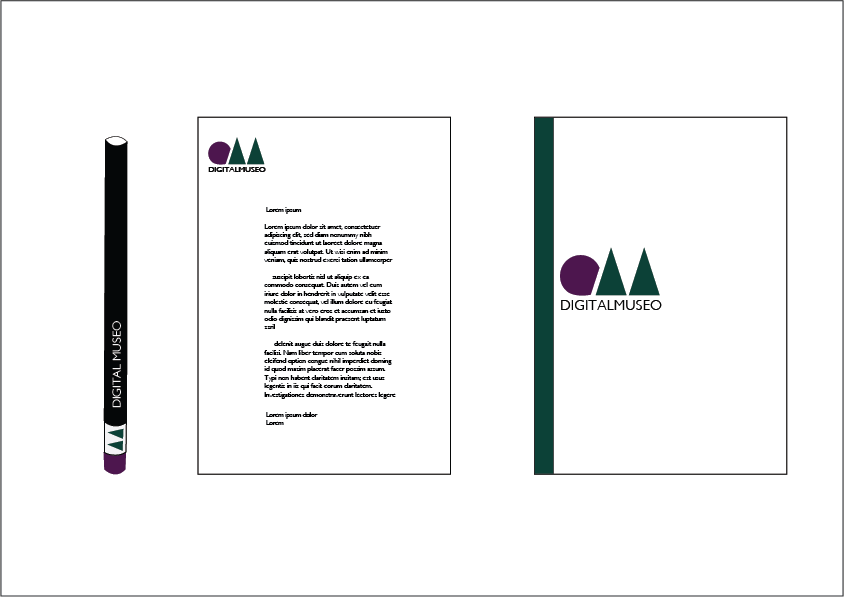 DIGITAL MUSEO
DIGITALMUSEO
Lorem ipsum
Lorem ipsum dolor sit amet, consectetuer
adipiscing elit, sed diam nonummy nibh
euismod tincidunt ut laoreet dolore magna
aliquam erat volutpat. Ut wisi enim ad minim
veniam, quis nostrud exerci tation ullamcorper
suscipit lobortis nisl ut aliquip ex ea
commodo consequat. Duis autem vel eum
iriure dolor in hendrerit in vulputate velit esse
molestie consequat, vel illum dolore eu feugiat
nulla facilisis at vero eros et accumsan et iusto
odio dignissim qui blandit praesent luptatum
zzril
delenit augue duis dolore te feugait nulla
facilisi. Nam liber tempor cum soluta nobis
eleifend option congue nihil imperdiet doming
id quod mazim placerat facer possim assum.
Typi non habent claritatem insitam; est usus
legentis in iis qui facit eorum claritatem.
Investigationes demonstraverunt lectores legere
Lorem ipsum dolor
Lorem
DIGITALMUSEO